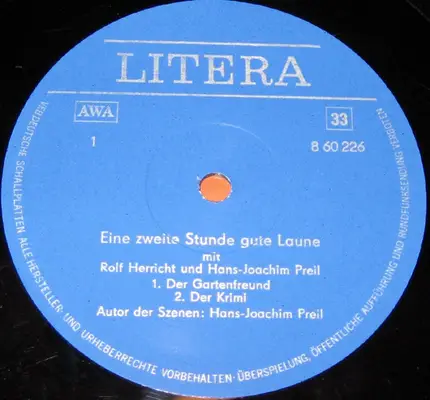 LITERA
AWA
33
1
8 60 226
Eine zweite Stunde gute Laune
mit
Rolf Herricht und Hans-Joachim Preil
1. Der Gartenfreund
2. Der Krimi
Autor der Szenen: Hans-Joachim Preil
VEB DEUTSCHE SCHALLPLATTEN ALLE HERSTELLER- UND URHEBERRECHTE VORBEHALTEN · ÜBERSPIELUNG, ÖFFENTLICHE AUFFÜHRUNG UND RUNDFUNKSENDUNG VERBOTEN